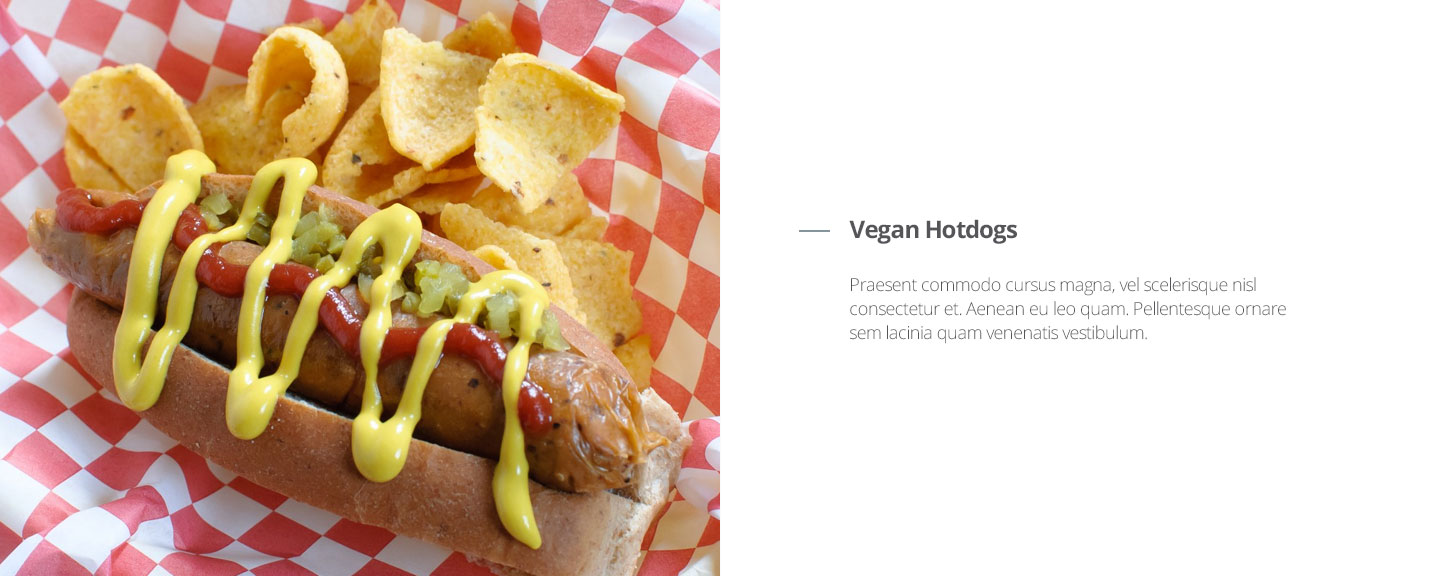 Vegan Hotdogs
Praesent commodo cursus magna, vel scelerisque nisl
consectetur et. Aenean eu leo quam. Pellentesque ornare
sem lacinia quam venenatis vestibulum.